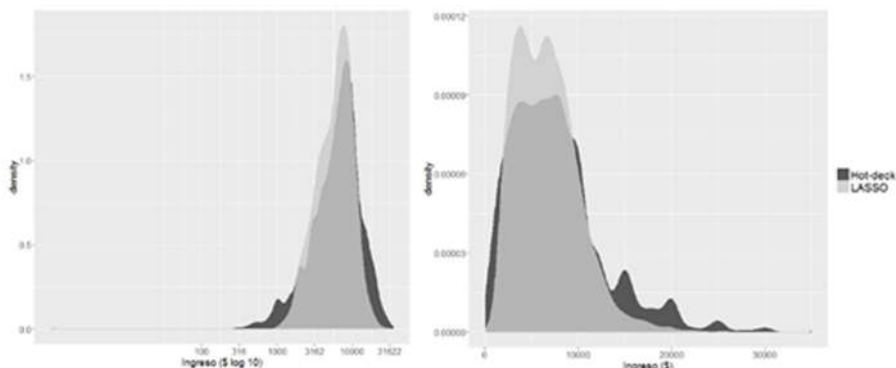 1.5
1.0
0.5
0.0
density
100 316 1000 3162 10000 31622
Ingreso ($ log 10)
0.00012
0.00009
0.00006
0.00003
0.00000
density
0 10000 20000 30000
Ingreso ($)
Hot-deck
LASSO